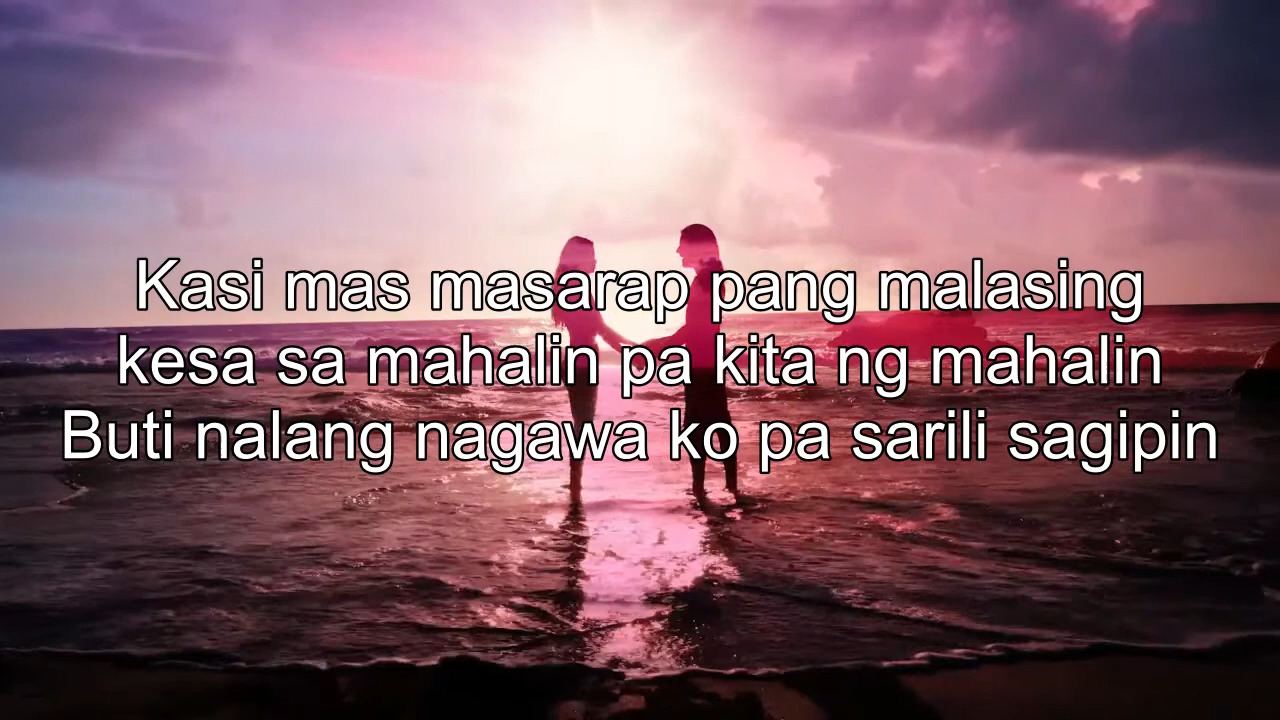 Kasi mas masarap pang malasing
kesa sa mahalin pa kita ng mahalin
Buti nalang nagawa ko pa sarili sagipin